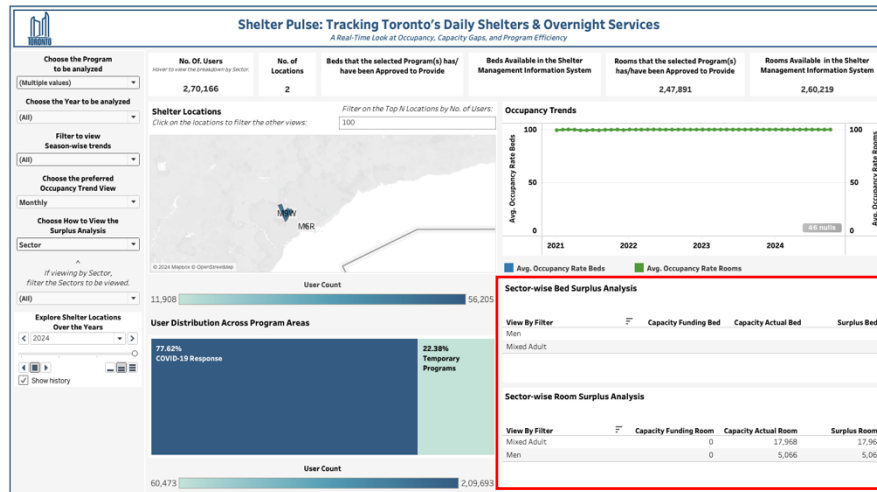 TORONTO
Shelter Pulse: Tracking Toronto's Daily Shelters & Overnight Services
A Real-Time Look at Occupancy, Capacity Gaps, and Program Efficiency
Choose the Program
to be analyzed
(Multiple values)
Choose the Year to be analyzed
(All)
Filter to view
Season-wise trends
(All)
Choose the preferred
Occupancy Trend View
Monthly
Choose How to View the
Surplus Analysis
Sector
^
If viewing by Sector,
filter the Sectors to be viewed.
(All)
Explore Shelter Locations
Over the Years
2024
Show history
No. Of. Users
Hover to view the breakdown by Sector.
2,70,166
No. of
Locations
2
Beds that the selected Program(s) has/
have been Approved to Provide
Beds Available in the Shelter
Management Information System
Rooms that the selected Program(s)
has/have been Approved to Provide
2,47,891
Rooms Available in the Shelter
Management Information System
2,60,219
Shelter Locations
Click on the locations to filter the other views:
Filter on the Top N Locations by No. of Users:
100
M9W
M6R
© 2024 Mapbox © OpenStreetMap
User Count
11,908
56,205
User Distribution Across Program Areas
77.62%
COVID-19 Response
22.38%
Temporary
Programs
User Count
60,473
2,09,693
Occupancy Trends
Avg. Occupancy Rate Beds
100
50
0
100
50
0
Avg. Occupancy Rate Rooms
46 nulls
2021 2022 2023 2024
Avg. Occupancy Rate Beds
Avg. Occupancy Rate Rooms
Sector-wise Bed Surplus Analysis
View By Filter Capacity Funding Bed Capacity Actual Bed Surplus Bed
Men
Mixed Adult
Sector-wise Room Surplus Analysis
View By Filter Capacity Funding Room Capacity Actual Room Surplus Room
Mixed Adult 0 17,968 17,96
Men 0 5,066 5,06